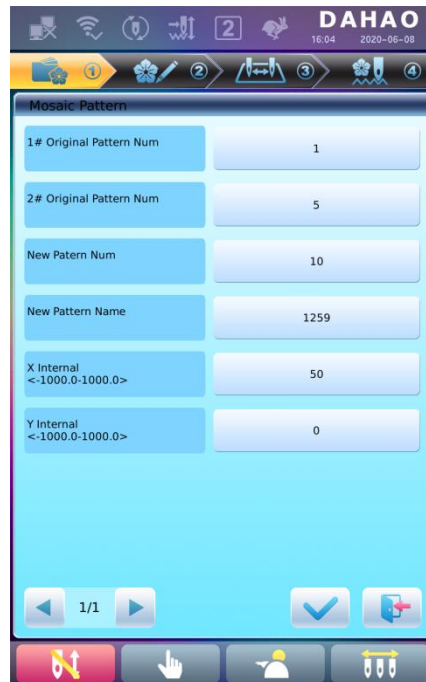 2
DAHAO
16:04 2020-06-08
1
2
3
4
Mosaic Pattern
1# Original Pattern Num
1
2# Original Pattern Num
5
New Patern Num
10
New Pattern Name
1259
X Internal
<-1000.0-1000.0>
50
Y Internal
<-1000.0-1000.0>
0
1/1